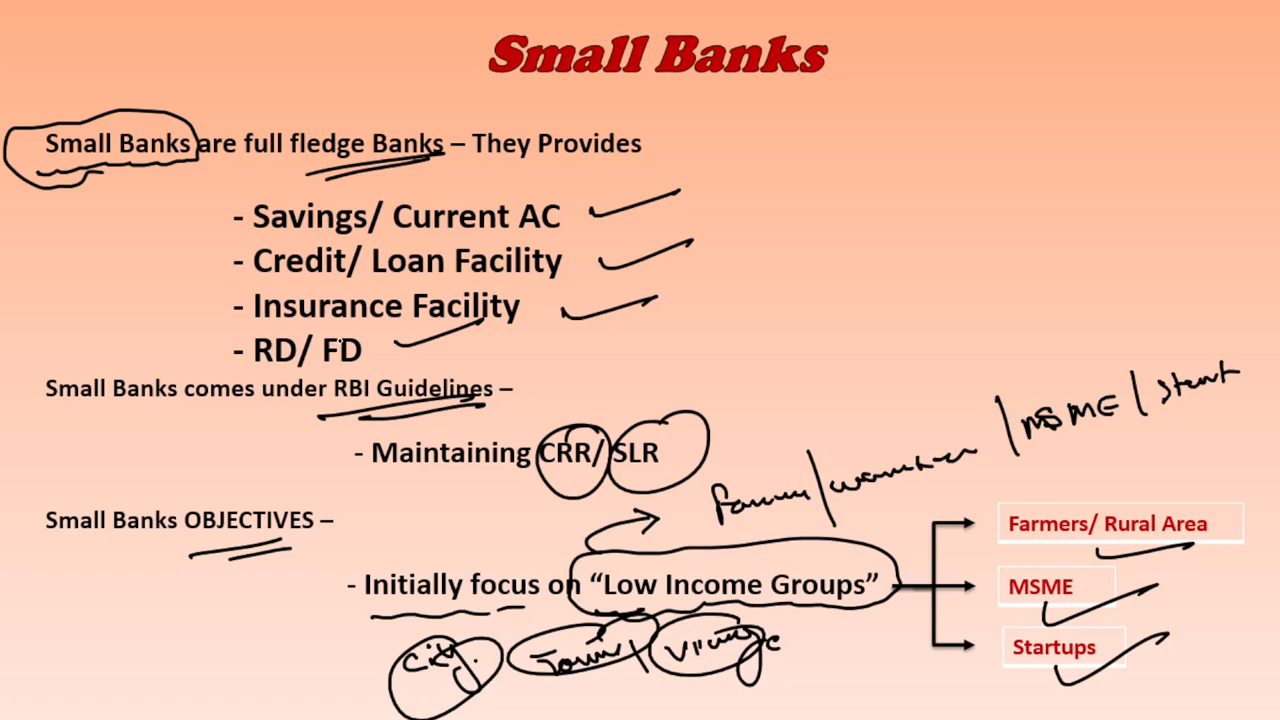 Small Banks
Small Banks are full fledge Banks – They Provides
- Savings/ Current AC
- Credit/ Loan Facility
- Insurance Facility
- RD/ FD
Small Banks comes under RBI Guidelines –
- Maintaining CRR/ SLR
/MSME/
Small Banks OBJECTIVES –
- Initially focus on “Low Income Groups”
Farmers/ Rural Area
MSME
Startups
City